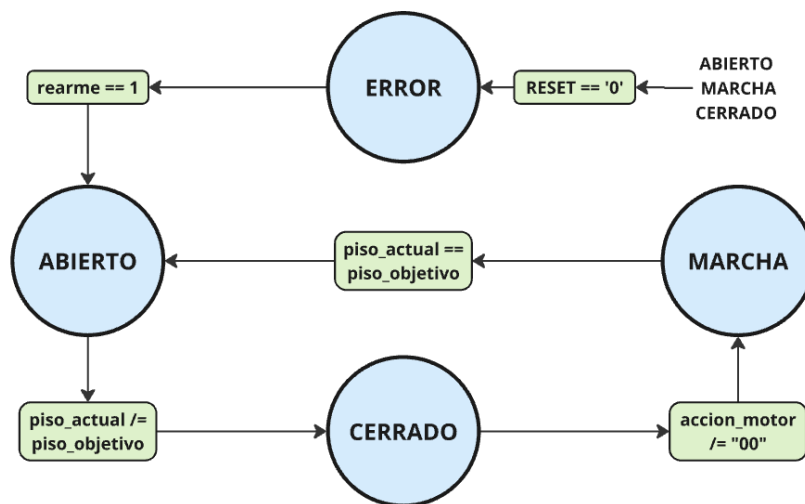 rearme == 1
ERROR
RESET == '0'
ABIERTO
MARCHA
CERRADO
ABIERTO
piso_actual ==
piso_objetivo
MARCHA
piso_actual /=
piso_objetivo
CERRADO
accion_motor
/= "00"